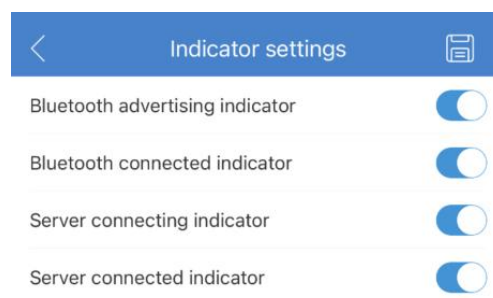 Indicator settings
Bluetooth advertising indicator
Bluetooth connected indicator
Server connecting indicator
Server connected indicator